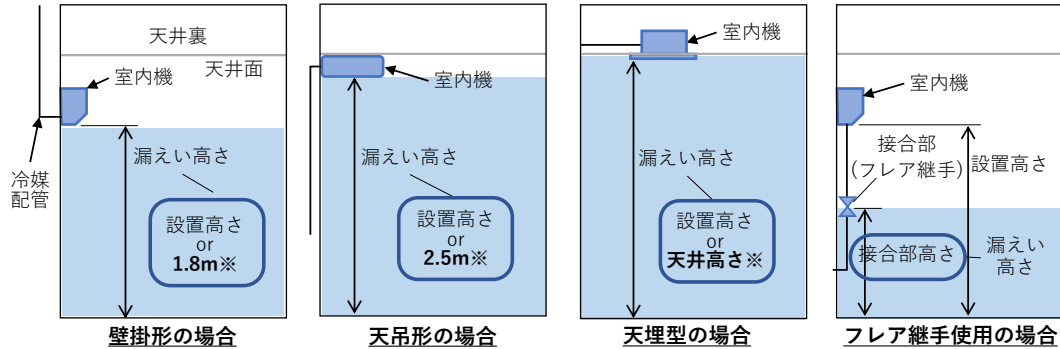 天井裏
天井面
室内機
漏えい高さ
冷媒
配管
設置高さ
or
1.8m※
壁掛形の場合
室内機
漏えい高さ
設置高さ
or
2.5m※
天吊形の場合
室内機
漏えい高さ
設置高さ
or
天井高さ※
天埋型の場合
室内機
接合部
(フレア継手)
設置高さ
接合部高さ
漏えい
高さ
フレア継手使用の場合